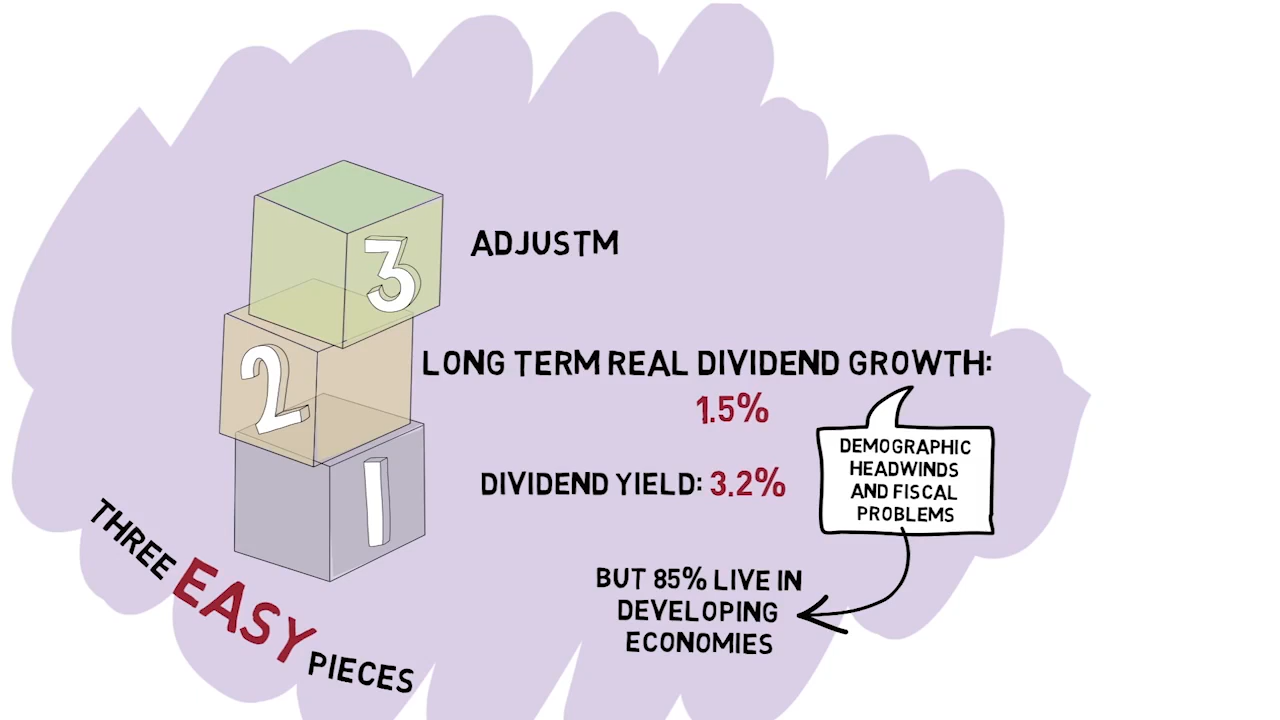 3
ADJUSTM
LONG TERM REAL DIVIDEND GROWTH:
1.5%
2
DEMOGRAPHIC
HEADWINDS
AND FISCAL
PROBLEMS
DIVIDEND YIELD: 3.2%
1
THREE EASY PIECES
BUT 85% LIVE IN
DEVELOPING
ECONOMIES